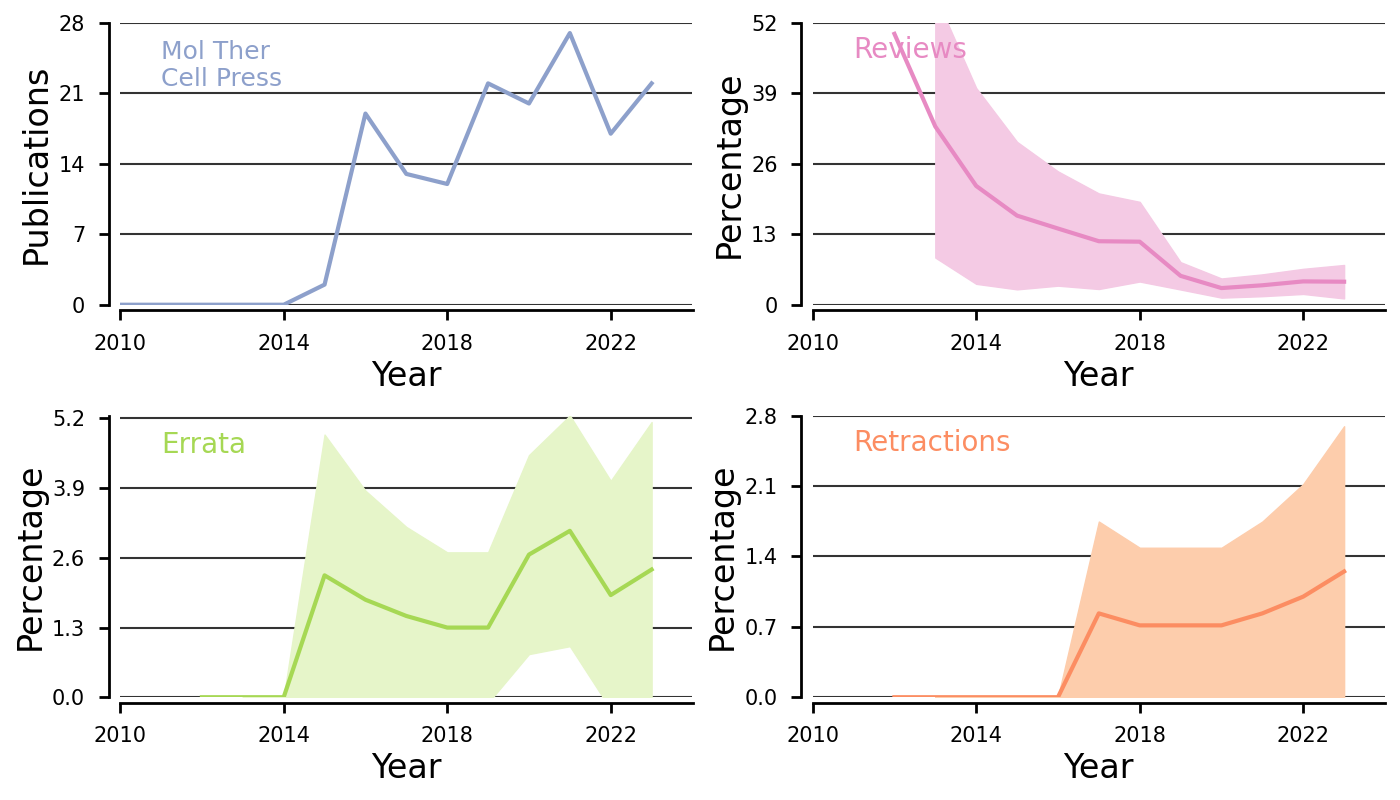 28
21
14
7
0
Publications
Mol Ther
Cell Press
2010 2014 2018 2022
Year
52
39
26
13
0
Percentage
Reviews
2010 2014 2018 2022
Year
5.2
3.9
2.6
1.3
0.0
Percentage
Errata
2010 2014 2018 2022
Year
2.8
2.1
1.4
0.7
0.0
Percentage
Retractions
2010 2014 2018 2022
Year